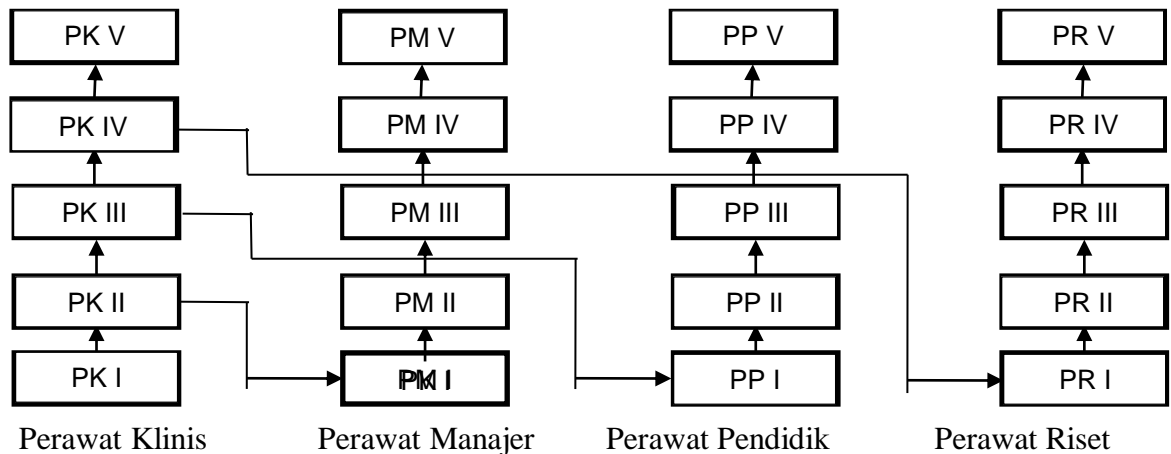 PK V PM V PP V PR V
PK IV PM IV PP IV PR IV
PK III PM III PP III PR III
PK II PM II PP II PR II
PK I PP I PR I
Perawat Klinis Perawat Manajer Perawat Pendidik Perawat Riset